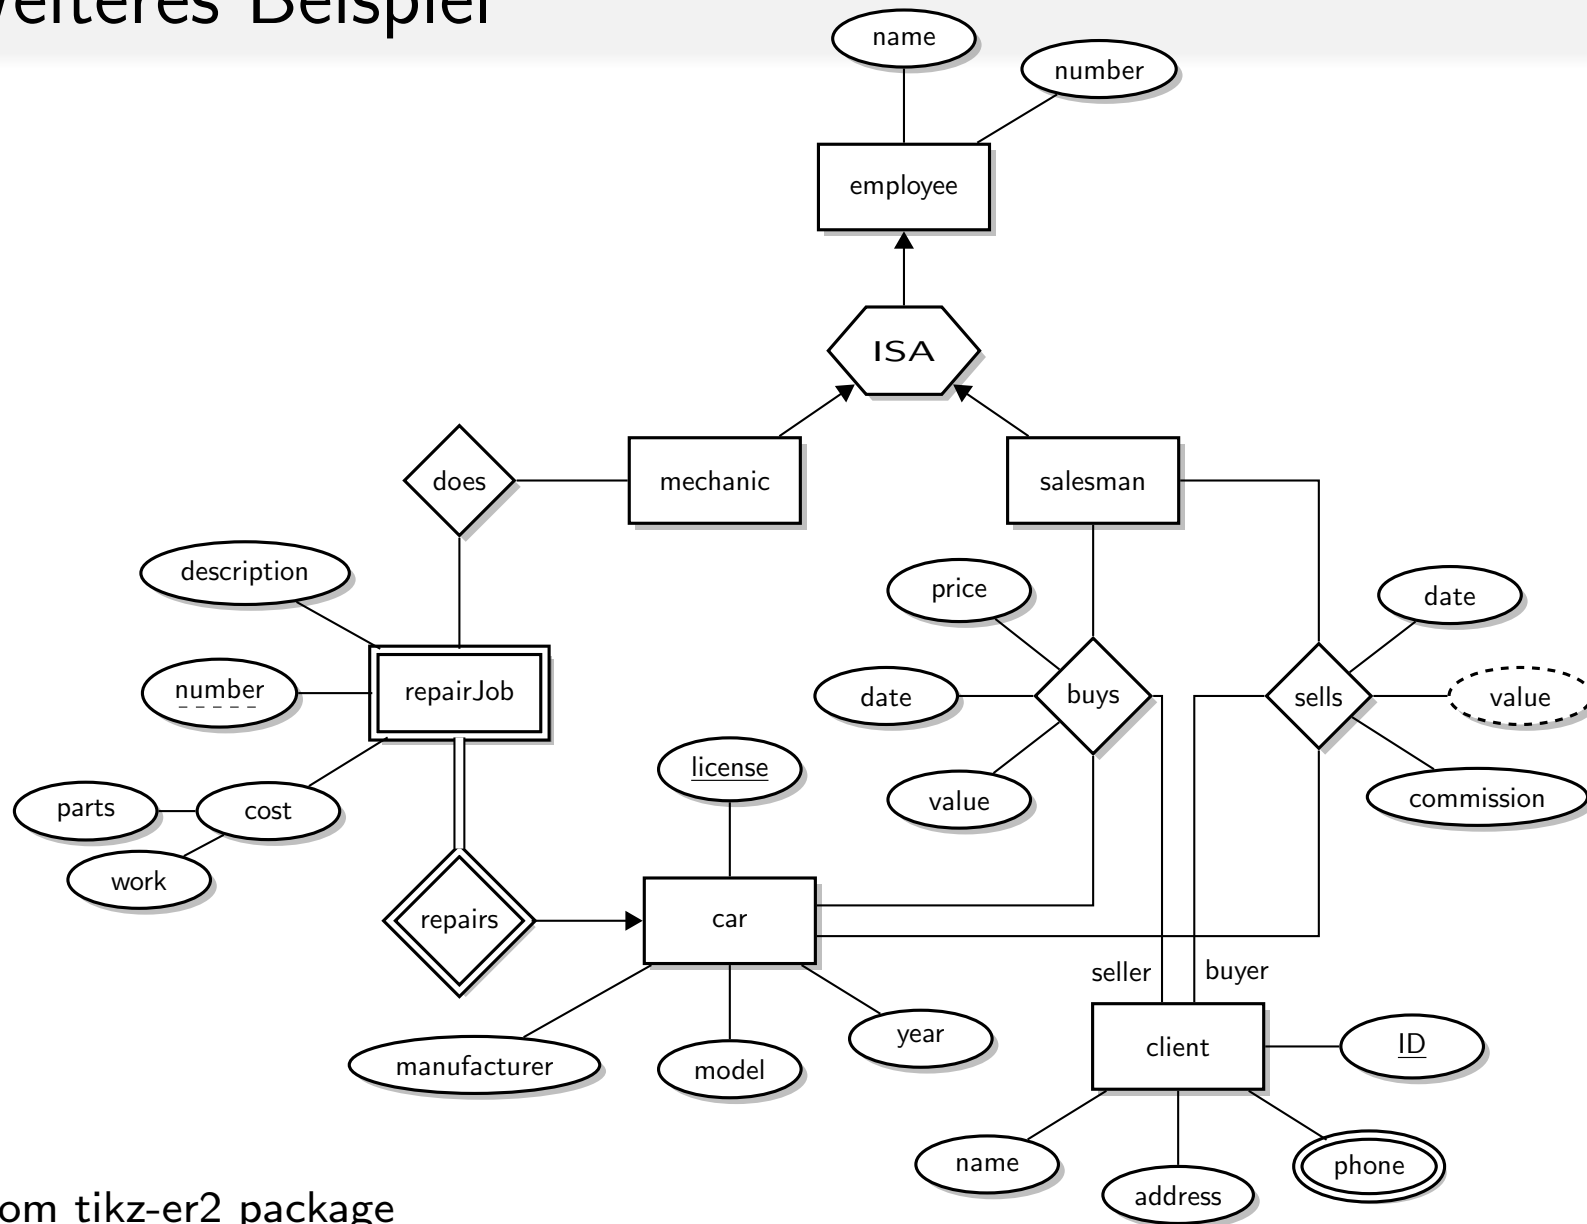 weiteres Beispiel
name
number
employee
ISA
does
mechanic
salesman
description
price
date
number
repairJob
date
buys
sells
value
license
parts
cost
value
commission
work
repairs
car
seller
buyer
manufacturer
model
year
client
ID
name
address
phone
om tikz-er2 package